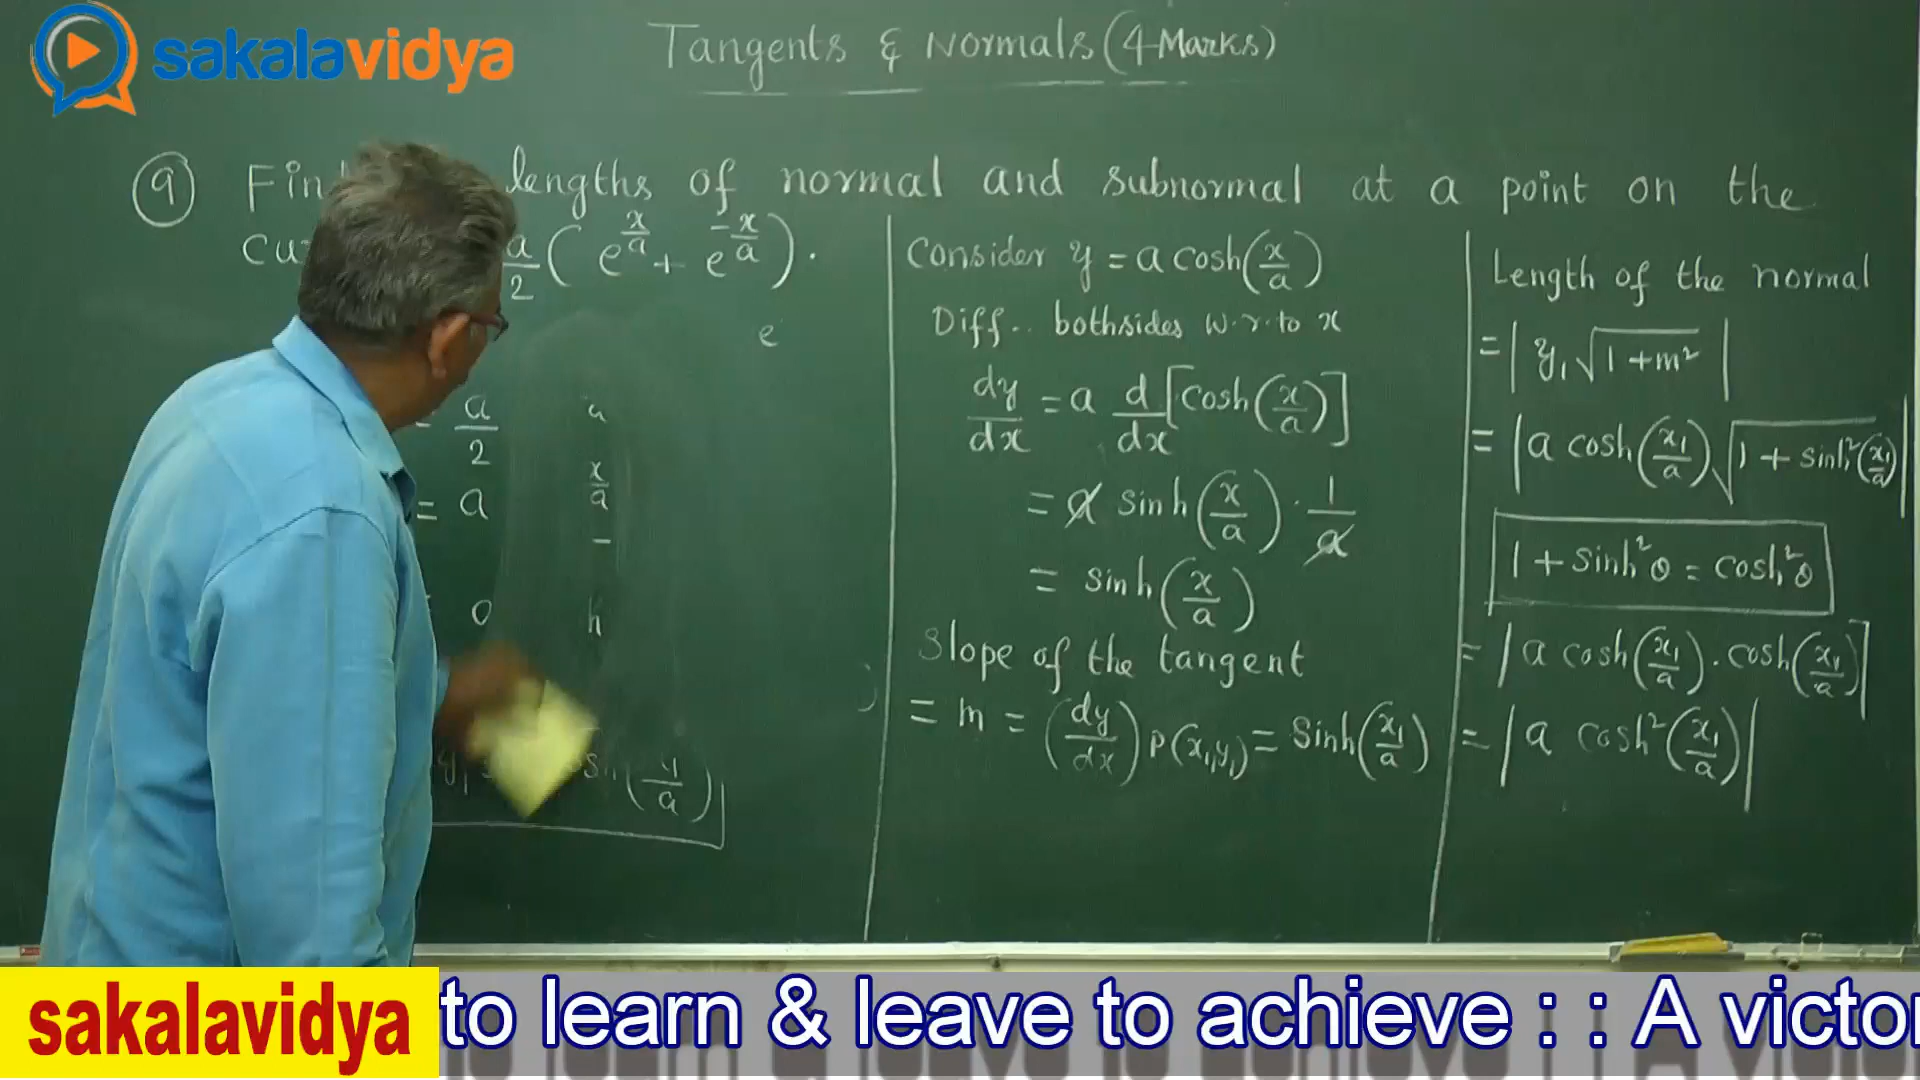 sakalavidya
Tangents & Normals (4 Marks)
(9) Find lengths of normal and subnormal at a point on the
a/2 (e^(x/a) + e^(-x/a)).
e
a/2
= a
x/a
y₁
Consider y = a cosh(x/a)
Diff.. bothsides w.r.to x
dy/dx = a d/dx [cosh(x/a)]
= a sinh(x/a) · 1/a
= sinh(x/a)
Slope of the tangent
= m = (dy/dx) P(x₁,y₁) = Sinh(x₁/a)
Length of the normal
= | y₁ √(1+m²) |
= | a cosh(x₁/a) √(1 + sinh²(x₁/a)) |
1 + sinh²θ = cosh²θ
= | a cosh(x₁/a) . cosh(x₁/a) |
= | a cosh²(x₁/a) |
sakalavidya
to learn & leave to achieve : : A